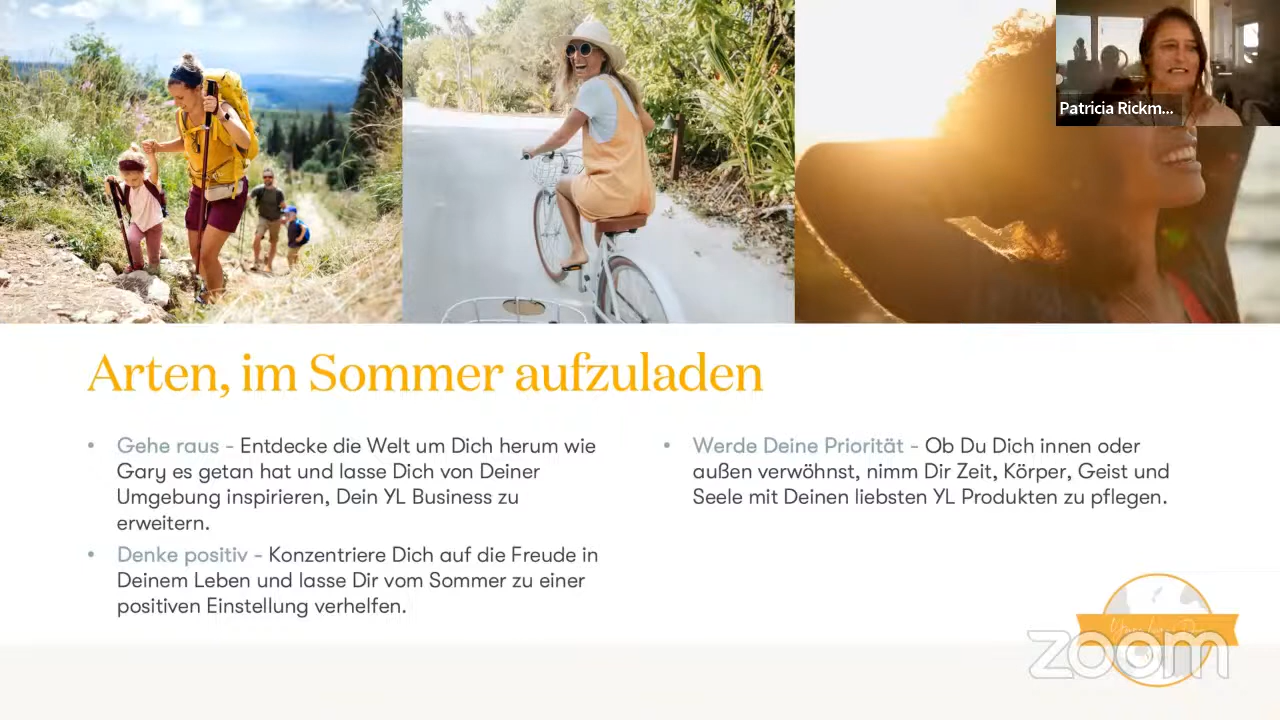 Patricia Rickm...
Arten, im Sommer aufzuladen
• Gehe raus - Entdecke die Welt um Dich herum wie
Gary es getan hat und lasse Dich von Deiner
Umgebung inspirieren, Dein YL Business zu
erweitern.
• Denke positiv - Konzentriere Dich auf die Freude in
Deinem Leben und lasse Dir vom Sommer zu einer
positiven Einstellung verhelfen.
• Werde Deine Priorität - Ob Du Dich innen oder
außen verwöhnst, nimm Dir Zeit, Körper, Geist und
Seele mit Deinen liebsten YL Produkten zu pflegen.
zoom